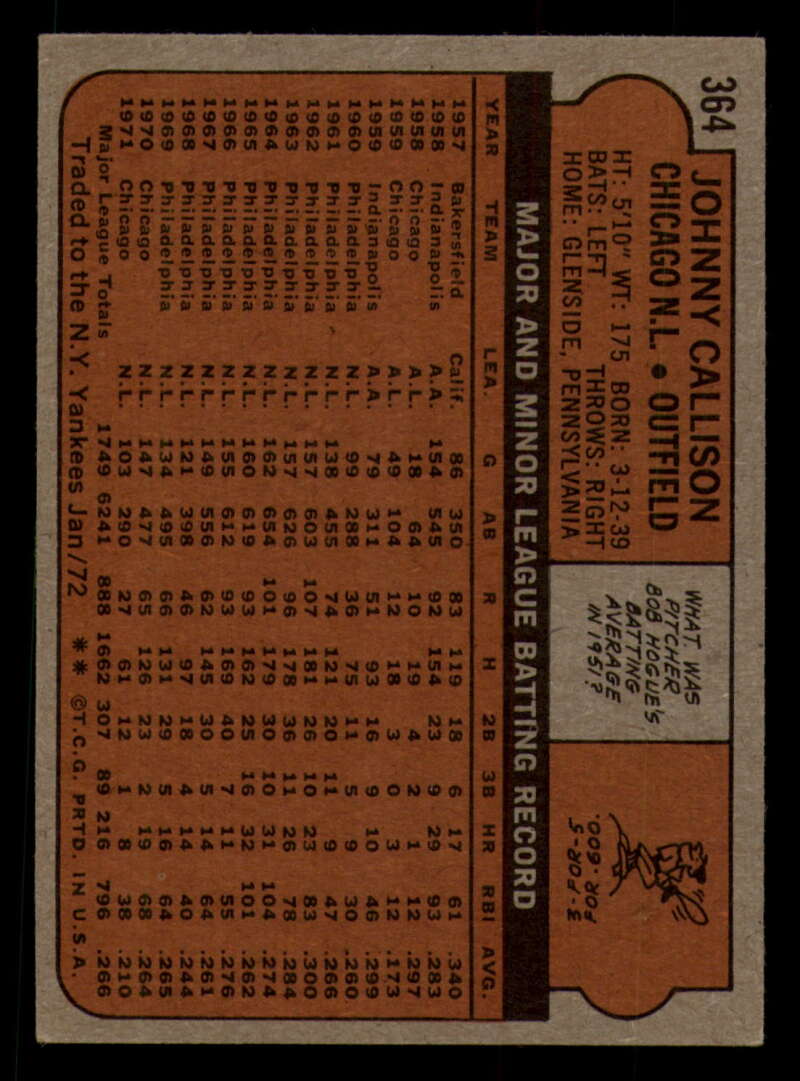 364
JOHNNY CALLISON
CHICAGO N.L. • OUTFIELD
HT: 5'10" WT: 175 BORN: 3-12-39
BATS: LEFT THROWS: RIGHT
HOME: GLENSIDE, PENNSYLVANIA
WHAT WAS
PITCHER
BOB HOGUE'S
BATTING
AVERAGE
IN 1951?
3-FOR-5
FOR .600.
MAJOR AND MINOR LEAGUE BATTING RECORD
YEAR TEAM LEA. G AB R H 2B 3B HR RBI AVG.
1957 Bakersfield Calif. 86 350 83 119 18 6 17 61 .340
1958 Indianapolis A.A. 154 545 92 154 23 9 29 93 .283
1958 Chicago A.L. 18 64 10 19 4 2 1 12 .297
1959 Chicago A.L. 49 104 12 18 3 0 3 12 .173
1959 Indianapolis A.A. 79 311 51 93 16 9 10 46 .299
1960 Philadelphia N.L. 99 288 36 75 11 5 9 30 .260
1961 Philadelphia N.L. 138 455 74 121 20 11 9 47 .266
1962 Philadelphia N.L. 157 603 107 181 26 10 23 83 .300
1963 Philadelphia N.L. 157 626 96 178 36 11 26 78 .284
1964 Philadelphia N.L. 162 654 101 179 30 10 31 104 .274
1965 Philadelphia N.L. 160 619 93 162 25 16 32 101 .262
1966 Philadelphia N.L. 155 612 93 169 40 7 11 55 .276
1967 Philadelphia N.L. 149 556 62 145 30 5 14 64 .261
1968 Philadelphia N.L. 121 398 46 97 18 4 14 40 .244
1969 Philadelphia N.L. 134 495 66 131 29 5 16 64 .265
1970 Chicago N.L. 147 477 65 126 23 2 19 68 .264
1971 Chicago N.L. 103 290 27 61 12 1 8 38 .210
Major League Totals 1749 6241 888 1662 307 89 216 796 .266
Traded to the N.Y. Yankees Jan/72 ** ©T.C.G. PRTD. IN U.S.A.